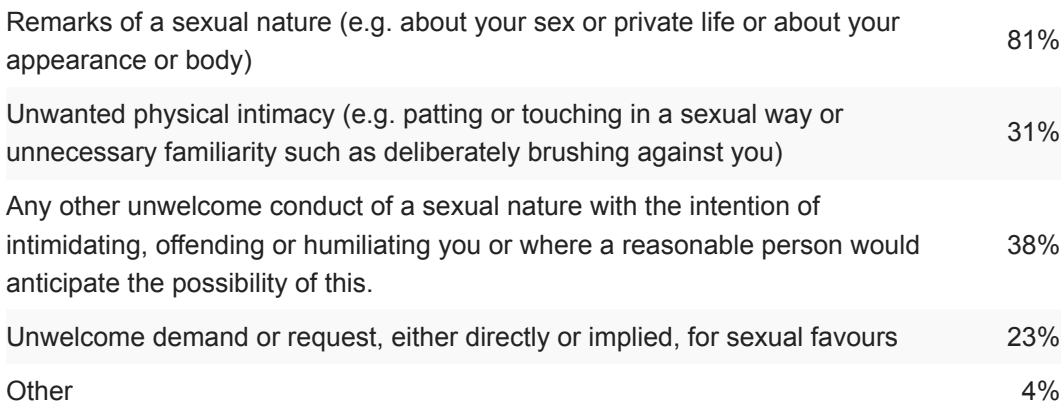 Remarks of a sexual nature (e.g. about your sex or private life or about your
appearance or body) 81%
Unwanted physical intimacy (e.g. patting or touching in a sexual way or
unnecessary familiarity such as deliberately brushing against you) 31%
Any other unwelcome conduct of a sexual nature with the intention of
intimidating, offending or humiliating you or where a reasonable person would 38%
anticipate the possibility of this.
Unwelcome demand or request, either directly or implied, for sexual favours 23%
Other 4%